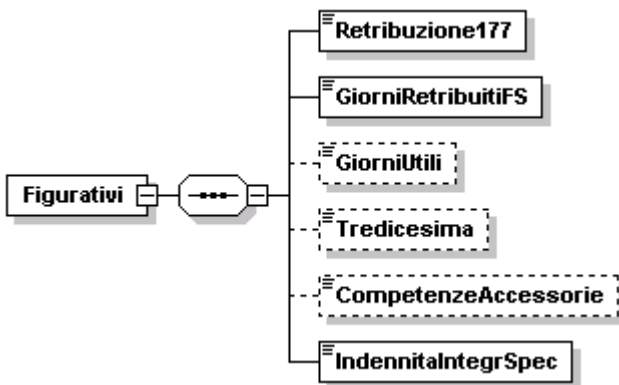 Retribuzione177
GiorniRetribuitiFS
GiorniUtili
Figurativi
Tredicesima
CompetenzeAccessorie
IndennitaIntegrSpec